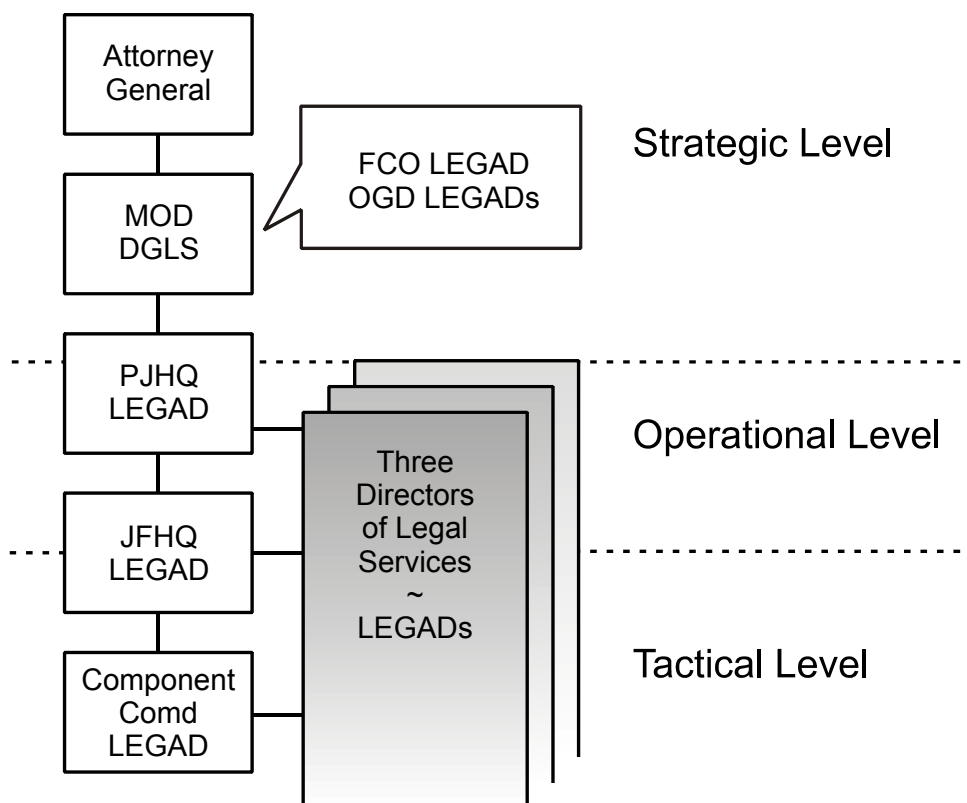 Attorney
General
FCO LEGAD
OGD LEGADs
Strategic Level
MOD
DGLS
PJHQ
LEGAD
Operational Level
Three
Directors
of Legal
Services
~
LEGADs
JFHQ
LEGAD
Tactical Level
Component
Comd
LEGAD